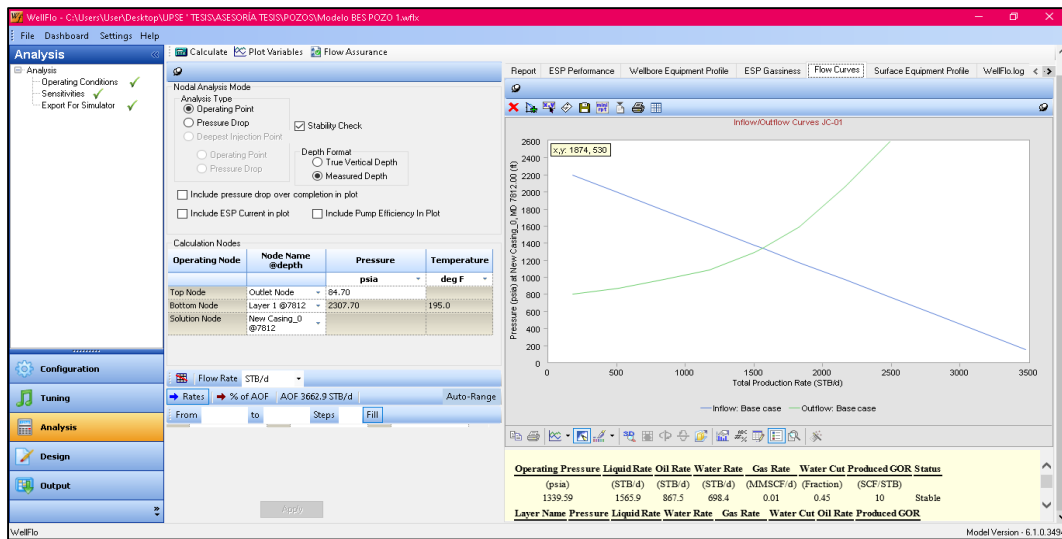 WellFlo - C:\Users\User\Desktop\UPSE ' TESIS\ASESORÍA TESIS\POZOS\Modelo BES POZO 1.wflx
File Dashboard Settings Help
Analysis
Analysis
Operating Conditions
Sensitivities
Export For Simulator
Configuration
Tuning
Analysis
Design
Output
Calculate Plot Variables Flow Assurance
Nodal Analysis Mode
Analysis Type
Operating Point
Pressure Drop
Deepest Injection Point
Operating Point
Pressure Drop
Stability Check
Depth Format
True Vertical Depth
Measured Depth
Include pressure drop over completion in plot
Include ESP Current in plot Include Pump Efficiency In Plot
Calculation Nodes
Operating Node Node Name @depth Pressure Temperature
psia deg F
Top Node Outlet Node 84.70
Bottom Node Layer 1 @7812 2307.70 195.0
Solution Node New Casing_0
@7812
Flow Rate STB/d
Rates % of AOF AOF 3662.9 STB/d Auto-Range
From to Steps Fill
Apply
Report ESP Performance Wellbore Equipment Profile ESP Gassiness Flow Curves Surface Equipment Profile WellFlo.log
Inflow/Outflow Curves JC-01
x,y: 1874, 530
Pressure (psia) at New Casing_0, MD 7812.00 (ft)
2600
2400
2200
2000
1800
1600
1400
1200
1000
800
600
400
200
0
0 500 1000 1500 2000 2500 3000 3500
Total Production Rate (STB/d)
Inflow: Base case Outflow: Base case
Operating Pressure Liquid Rate Oil Rate Water Rate Gas Rate Water Cut Produced GOR Status
(psia) (STB/d) (STB/d) (STB/d) (MMSCF/d) (Fraction) (SCF/STB)
1339.59 1565.9 867.5 698.4 0.01 0.45 10 Stable
Layer Name Pressure Liquid Rate Water Rate Gas Rate Water Cut Oil Rate Produced GOR
WellFlo Model Version - 6.1.0.349